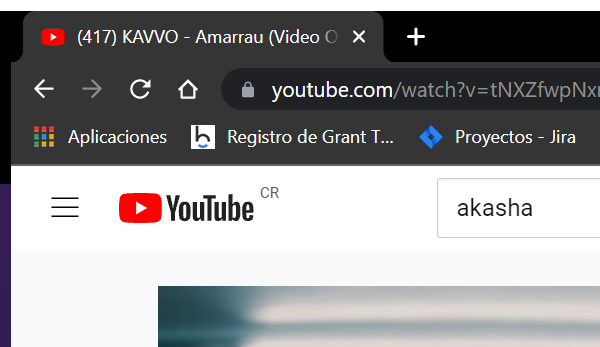 (417) KAVVO - Amarrau (Video O
youtube.com/watch?v=tNXZfwpNx
Aplicaciones Registro de Grant T... Proyectos - Jira
YouTube CR
akasha